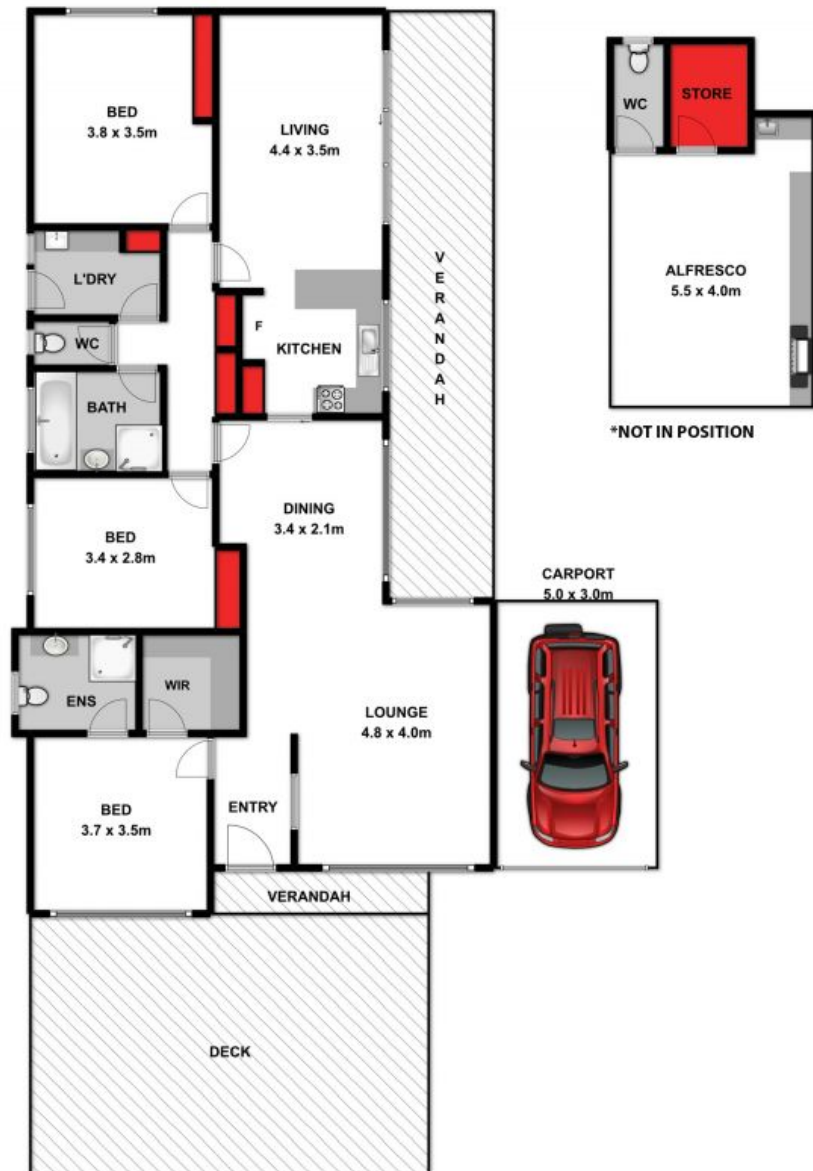 BED
3.8 x 3.5m
LIVING
4.4 x 3.5m
WC
STORE
L'DRY
VERANDAH
ALFRESCO
5.5 x 4.0m
WC
F
KITCHEN
BATH
*NOT IN POSITION
DINING
3.4 x 2.1m
BED
3.4 x 2.8m
CARPORT
5.0 x 3.0m
ENS
WIR
LOUNGE
4.8 x 4.0m
BED
3.7 x 3.5m
ENTRY
VERANDAH
DECK